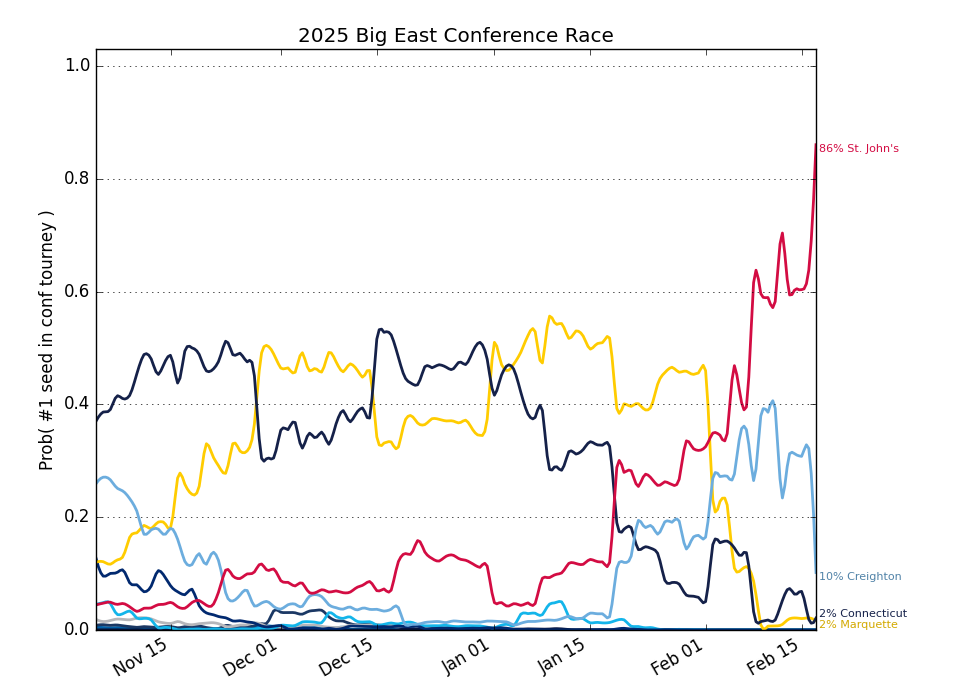 2025 Big East Conference Race
Prob( #1 seed in conf tourney )
1.0
0.8
0.6
0.4
0.2
0.0
Nov 15
Dec 01
Dec 15
Jan 01
Jan 15
Feb 01
Feb 15
86% St. John's
10% Creighton
2% Connecticut
2% Marquette